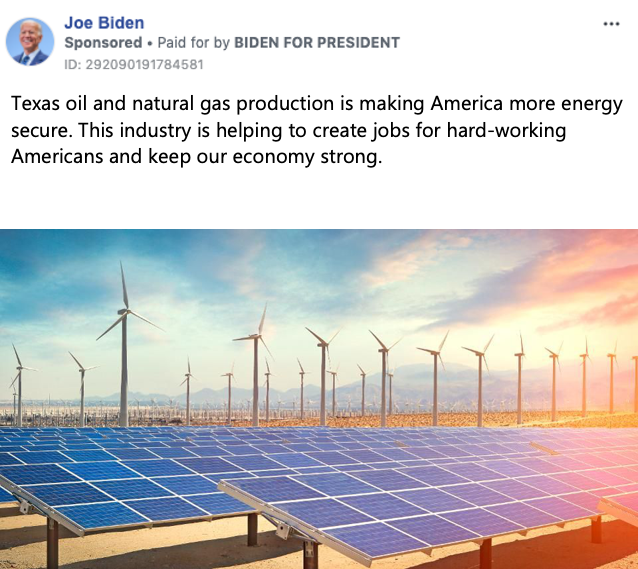 Joe Biden
Sponsored • Paid for by BIDEN FOR PRESIDENT
ID: 292090191784581
Texas oil and natural gas production is making America more energy
secure. This industry is helping to create jobs for hard-working
Americans and keep our economy strong.